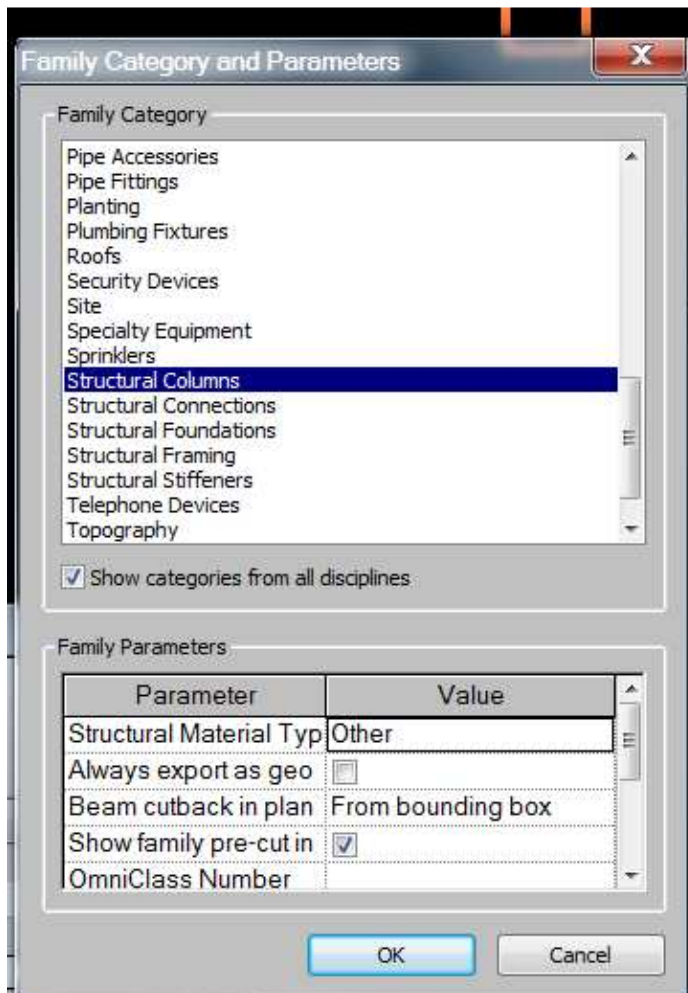 Family Category and Parameters
Family Category
Pipe Accessories
Pipe Fittings
Planting
Plumbing Fixtures
Roofs
Security Devices
Site
Specialty Equipment
Sprinklers
Structural Columns
Structural Connections
Structural Foundations
Structural Framing
Structural Stiffeners
Telephone Devices
Topography
Show categories from all disciplines
Family Parameters
Parameter Value
Structural Material Typ Other
Always export as geo
Beam cutback in plan From bounding box
Show family pre-cut in
OmniClass Number
OK Cancel